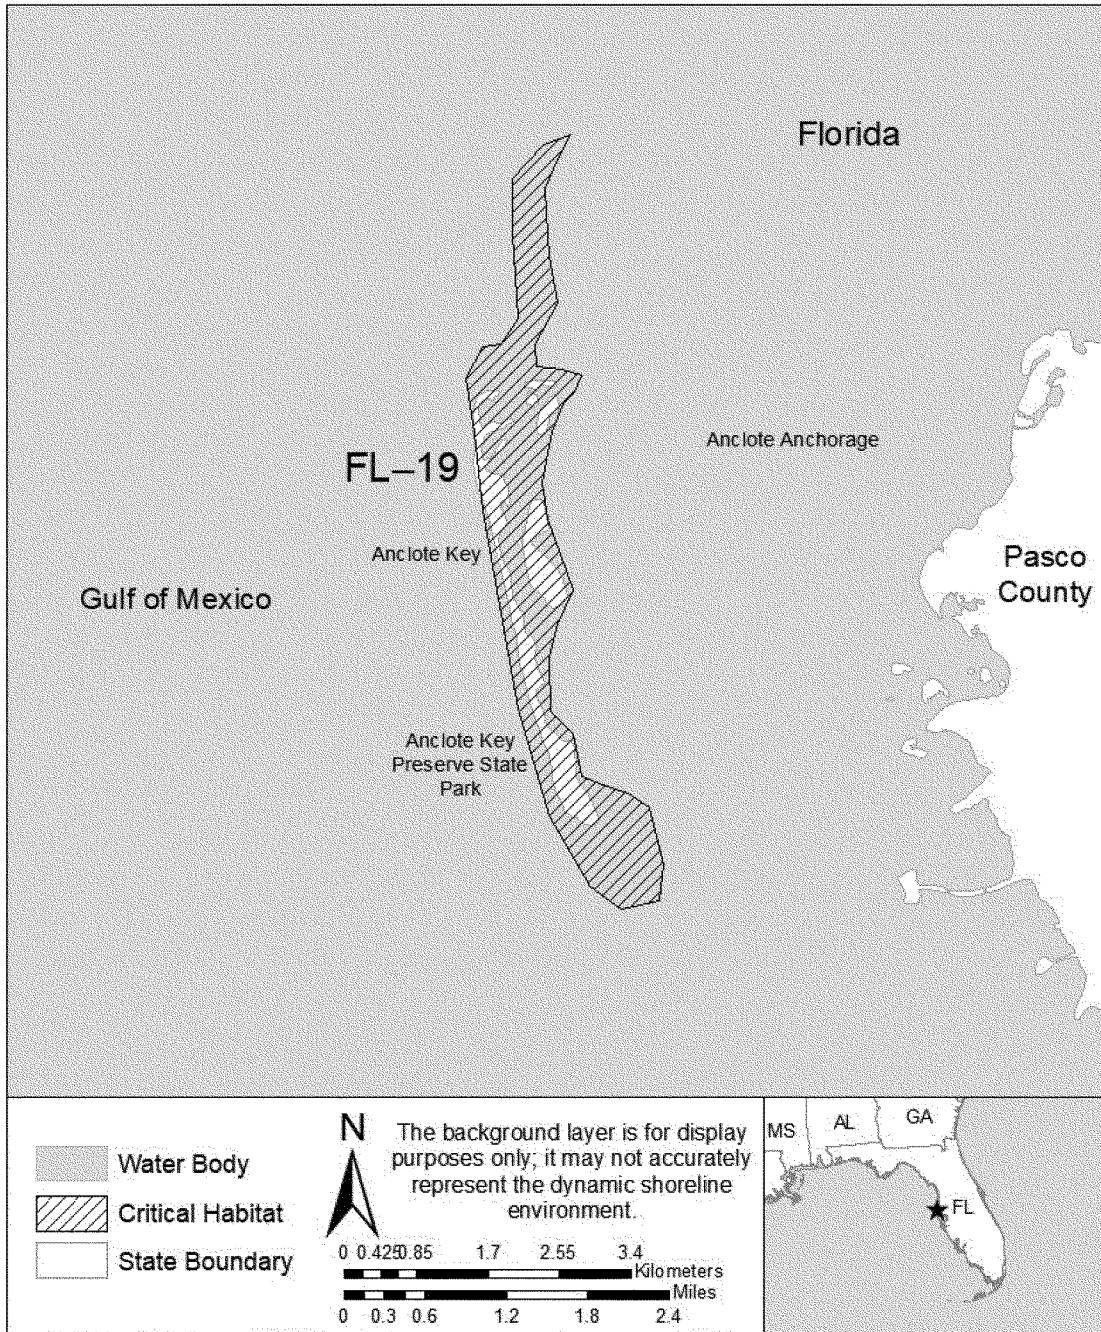 Florida
Anclote Anchorage
FL–19
Anclote Key
Pasco
County
Gulf of Mexico
Anclote Key
Preserve State
Park
Water Body
Critical Habitat
State Boundary
N
The background layer is for display
purposes only; it may not accurately
represent the dynamic shoreline
environment.
0 0.425 0.85 1.7 2.55 3.4
Kilometers
Miles
0 0.3 0.6 1.2 1.8 2.4
MS AL GA
FL